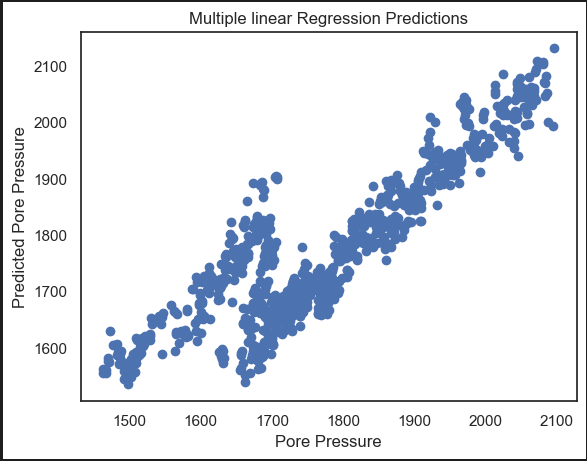 Multiple linear Regression Predictions
2100
2000
1900
1800
1700
1600
Predicted Pore Pressure
1500 1600 1700 1800 1900 2000 2100
Pore Pressure